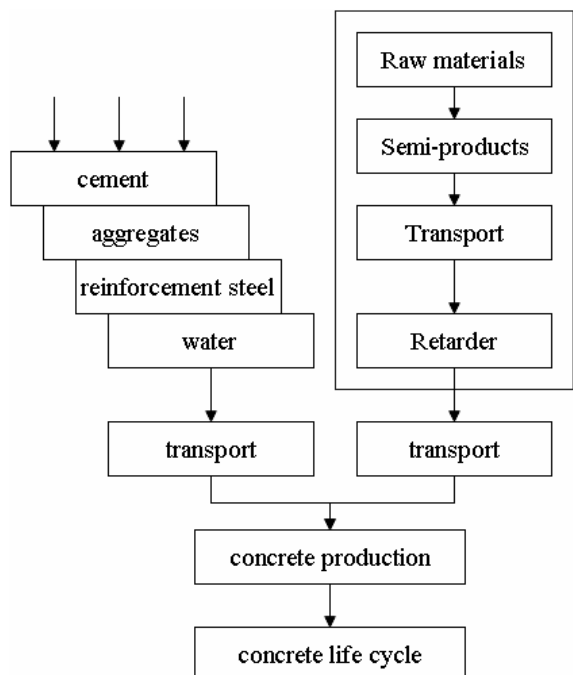 Raw materials
Semi-products
Transport
Retarder
cement
aggregates
reinforcement steel
water
transport
transport
concrete production
concrete life cycle